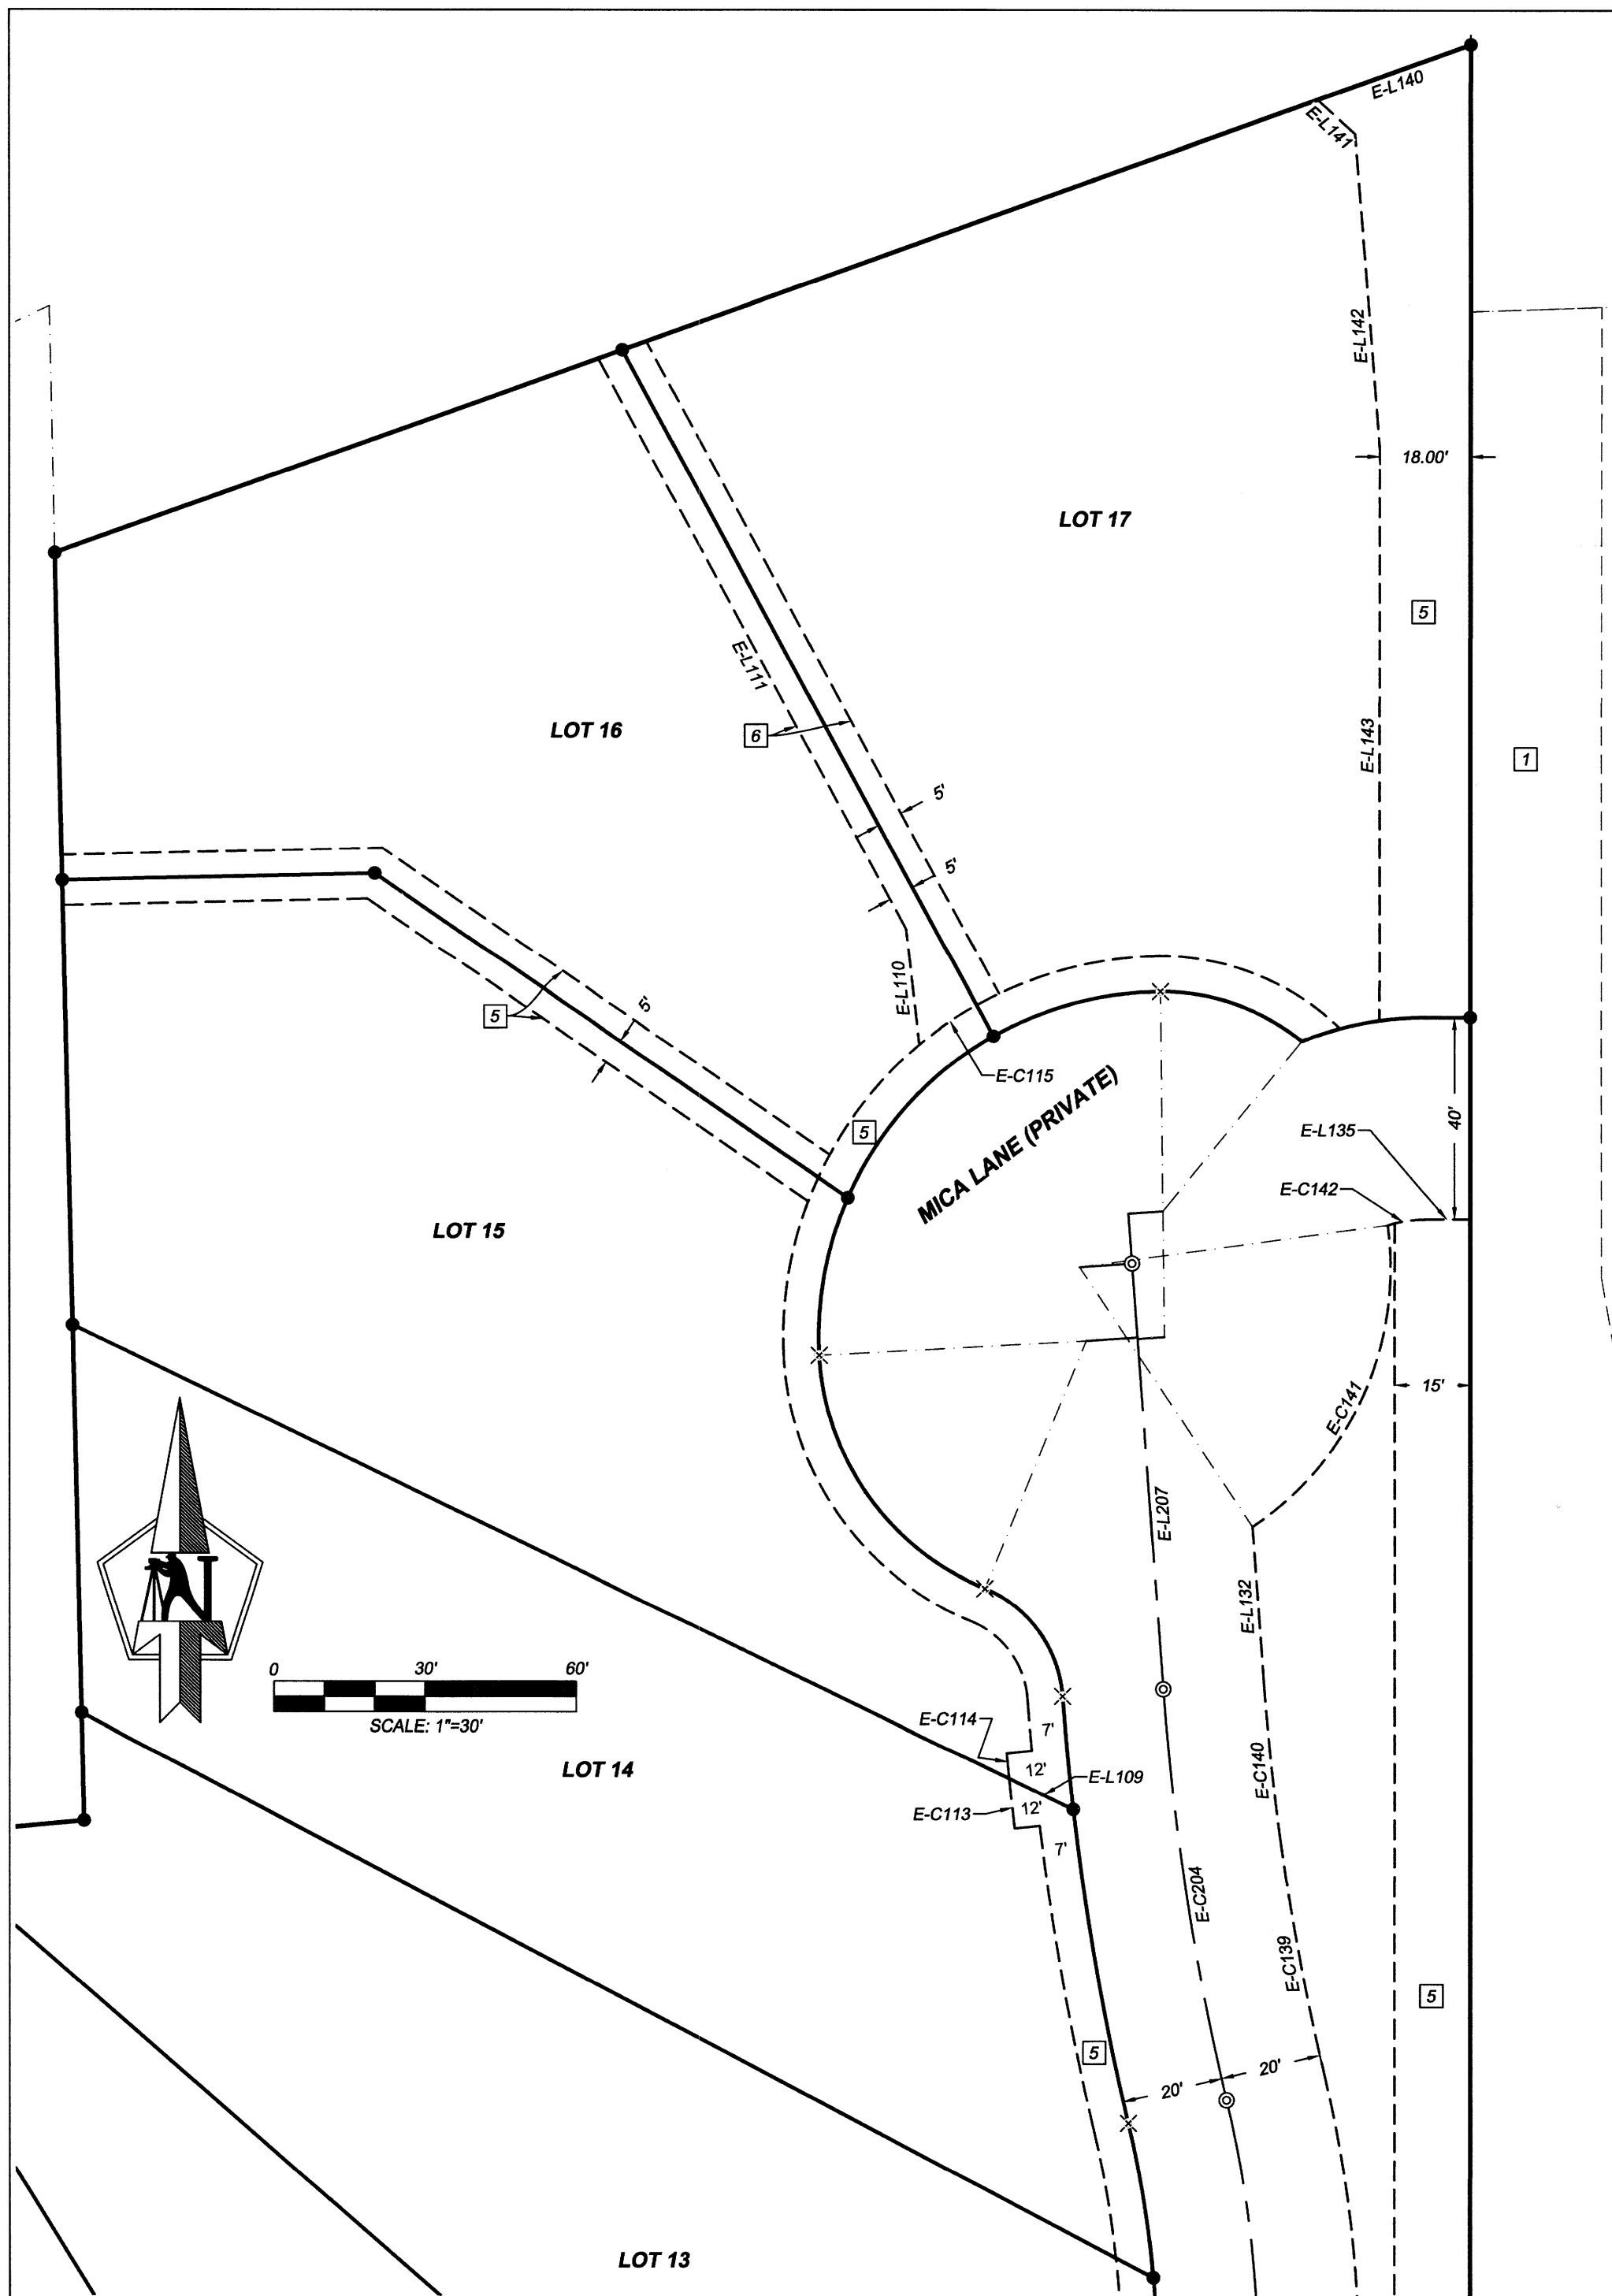 E-L140
E-L141
E-L142
18.00'
LOT 17
5
E-L111
LOT 16
6
E-L143
1
5'
5'
E-L110
5
5'
E-C115
MICA LANE (PRIVATE)
40'
E-L135
5
E-C142
LOT 15
15'
E-C141
E-L207
E-L132
0 30' 60'
SCALE: 1"=30'
E-C114
7'
12'
E-L109
E-C140
LOT 14
E-C113
12'
7'
E-C204
E-C139
5
5
20'
20'
LOT 13